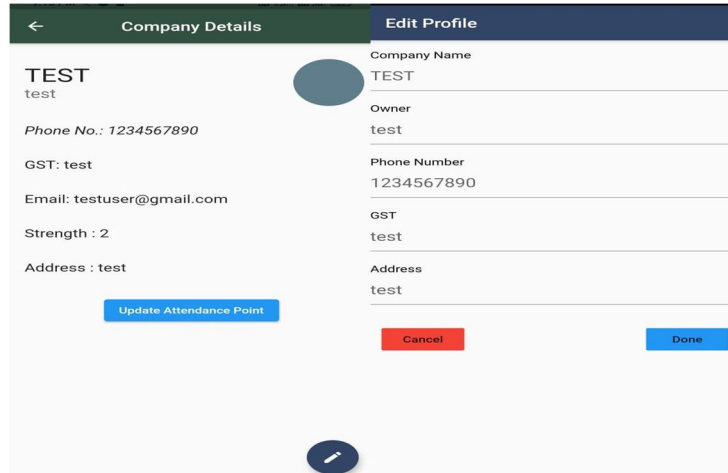 Company Details
TEST
test
Phone No.: 1234567890
GST: test
Email: testuser@gmail.com
Strength : 2
Address : test
Update Attendance Point
Edit Profile
Company Name
TEST
Owner
test
Phone Number
1234567890
GST
test
Address
test
Cancel
Done